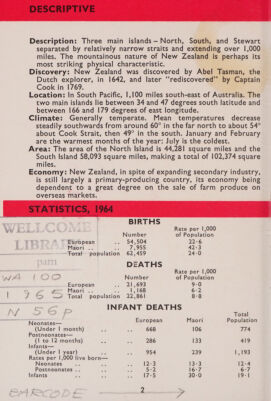 DESCRIPTIVE
Description: Three main islands – North, South, and Stewart
separated by relatively narrow straits and extending over 1,000
miles. The mountainous nature of New Zealand is perhaps its
most striking physical characteristic.
Discovery: New Zealand was discovered by Abel Tasman, the
Dutch explorer, in 1642, and later "rediscovered" by Captain
Cook in 1769.
Location: In South Pacific, 1,100 miles south-east of Australia. The
two main islands lie between 34 and 47 degrees south latitude and
between 166 and 179 degrees of east longitude.
Climate: Generally temperate. Mean temperatures decrease
steadily southwards from around 60° in the far north to about 54°
about Cook Strait, then 49° in the south. January and February
are the warmest months of the year: July is the coldest.
Area: The area of the North Island is 44,281 square miles and the
South Island 58,093 square miles, making a total of 102,374 square
miles.
Economy: New Zealand, in spite of expanding secondary industry,
is still largely a primary-producing country, its economy being
dependent to a great degree on the sale of farm produce on
overseas markets.
STATISTICS, 1964
BIRTHS
Rate per 1,000
Number of Population
European .. 54,504 22·6
Maori .. 7,955 42·3
Total population 62,459 24·0
DEATHS
Rate per 1,000
Number of Population
European .. 21,693 9·0
Maori .. .. 1,168 6·2
Total population 22,861 8·8
INFANT DEATHS
Total
European Maori Population
Neonates—
(Under 1 month) .. .. 668 106 774
Postneonates—
(1 to 12 months) .. .. 286 133 419
Infants—
(Under 1 year) .. .. 954 239 1,193
Rates per 1,000 live born—
Neonates .. .. .. 12·3 13·3 12·4
Postneonates .. .. .. 5·2 16·7 6·7
Infants .. .. .. 17·5 30·0 19·1
2
WELLCOME
LIBRARY
pam
WA 100
1965
N 56 P
BARCODE →